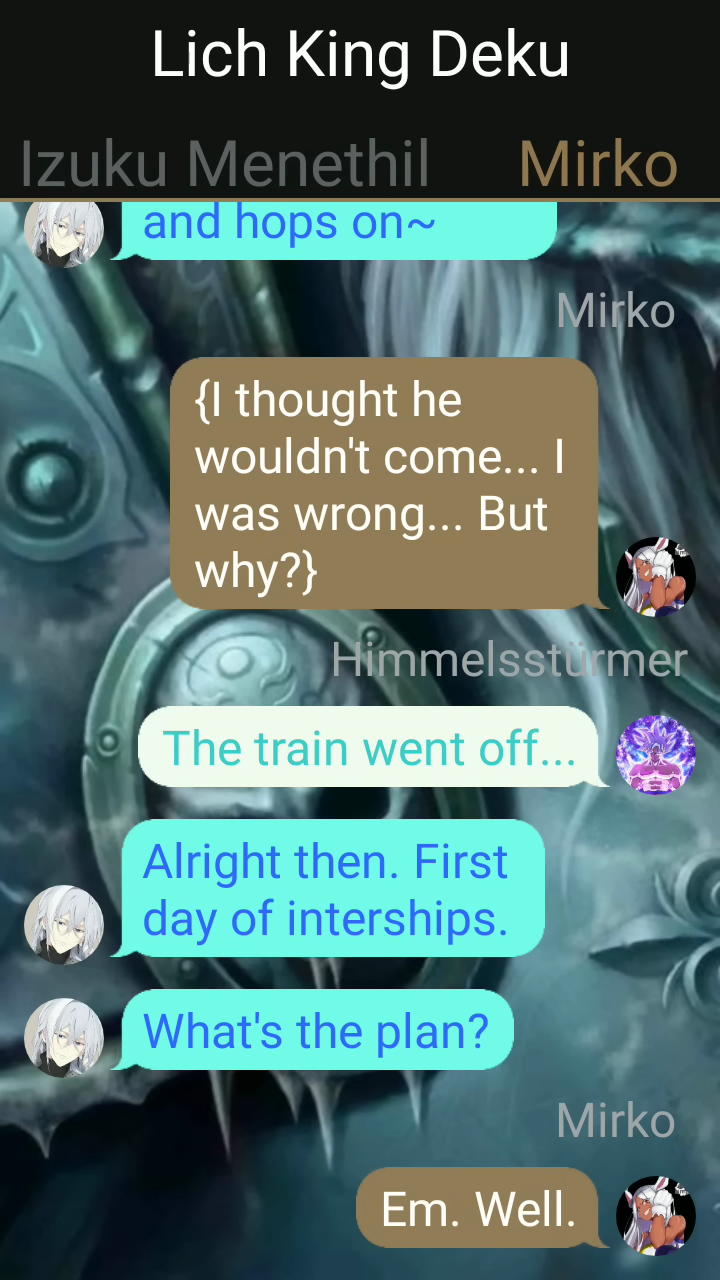 Lich King Deku
Izuku Menethil
Mirko
and hops on~
Mirko
{I thought he
wouldn't come... I
was wrong... But
why?}
Himmelsstürmer
The train went off...
Alright then. First
day of interships.
What's the plan?
Mirko
Em. Well.